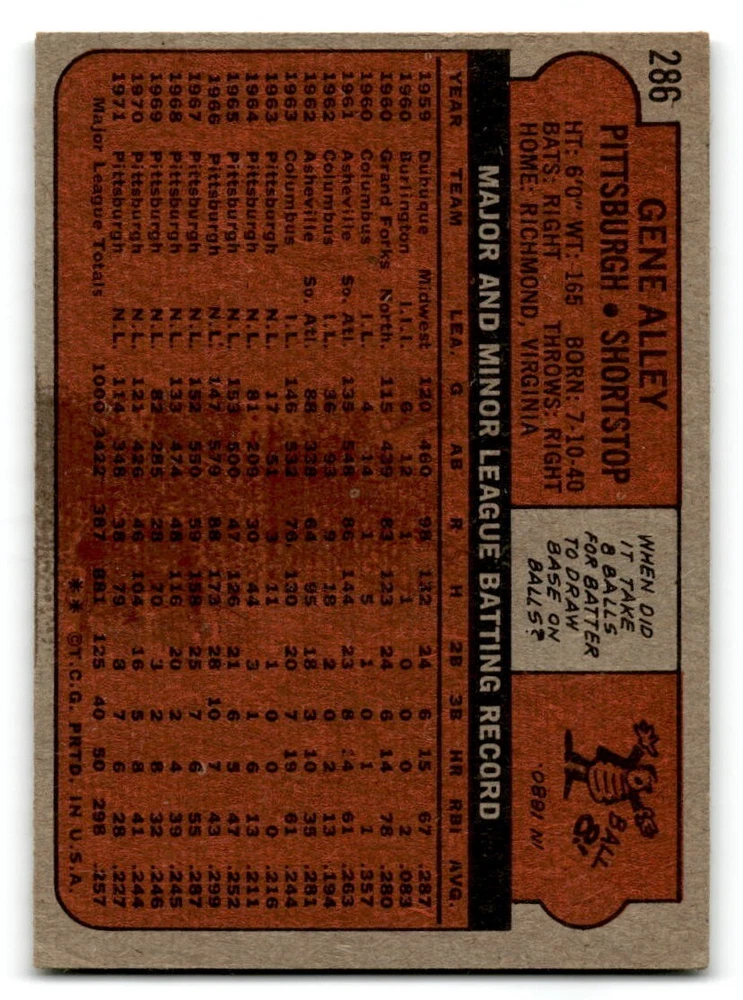 286
GENE ALLEY
PITTSBURGH • SHORTSTOP
HT: 6'0" WT: 165 BORN: 7-10-40
BATS: RIGHT THROWS: RIGHT
HOME: RICHMOND, VIRGINIA
WHEN DID
IT TAKE
8 BALLS
FOR BATTER
TO DRAW
BASE ON
BALLS?
BALL
8.
IN 1880.
MAJOR AND MINOR LEAGUE BATTING RECORD
YEAR TEAM LEA. G AB R H 2B 3B HR RBI AVG.
1959 Dubuque Midwest 120 460 98 132 24 6 15 67 .287
1960 Burlington I.I.I. 6 12 1 1 0 0 0 2 .083
1960 Grand Forks North. 115 439 83 123 24 6 14 78 .280
1960 Columbus I.L. 4 14 1 5 1 0 1 1 .357
1961 Asheville So. Atl. 135 548 86 144 23 8 14 61 .263
1962 Columbus I.L. 36 93 9 18 2 0 2 13 .194
1962 Asheville So. Atl. 88 338 64 95 18 3 10 35 .281
1963 Columbus I.L. 146 532 76 130 20 7 19 61 .244
1963 Pittsburgh N.L. 17 51 3 11 1 0 0 0 .216
1964 Pittsburgh N.L. 81 209 30 44 3 1 6 13 .211
1965 Pittsburgh N.L. 153 500 47 126 21 6 5 47 .252
1966 Pittsburgh N.L. 147 579 88 173 28 10 7 43 .299
1967 Pittsburgh N.L. 152 550 59 158 25 7 6 55 .287
1968 Pittsburgh N.L. 133 474 48 116 20 2 4 39 .245
1969 Pittsburgh N.L. 82 285 28 70 3 2 8 32 .246
1970 Pittsburgh N.L. 121 426 46 104 16 5 8 41 .244
1971 Pittsburgh N.L. 114 348 38 79 8 7 6 28 .227
Major League Totals 1000 3422 387 881 125 40 50 298 .257
** ©T.C.G. PRTD. IN U.S.A.